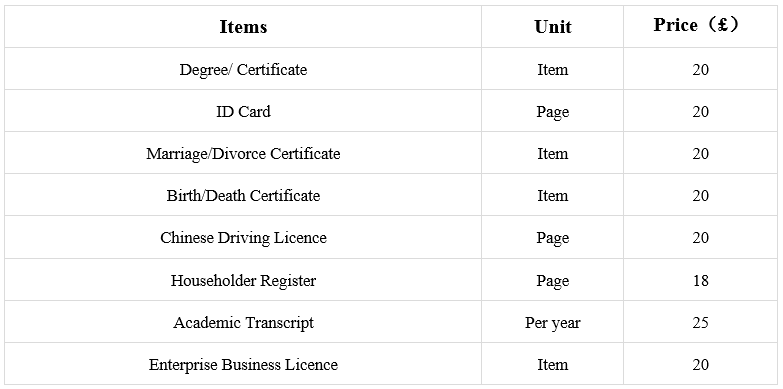 Items Unit Price（£）
Degree/ Certificate Item 20
ID Card Page 20
Marriage/Divorce Certificate Item 20
Birth/Death Certificate Item 20
Chinese Driving Licence Page 20
Householder Register Page 18
Academic Transcript Per year 25
Enterprise Business Licence Item 20